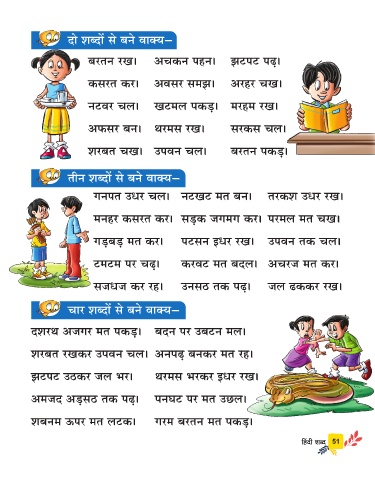 दो शब्दों से बने वाक्य–
बरतन रख। अचकन पहन। झटपट पढ़।
कसरत कर। अवसर समझ। अरहर चख।
नटवर चल। खटमल पकड़। मरहम रख।
अफसर बन। थरमस रख। सरकस चल।
शरबत चख। उपवन चल। बरतन पकड़।
तीन शब्दों से बने वाक्य–
गनपत उधर चल। नटखट मत बन। तरकश उधर रख।
मनहर कसरत कर। सड़क जगमग कर। परमल मत चख।
गड़बड़ मत कर। पटसन इधर रख। उपवन तक चल।
टमटम पर चढ़। करवट मत बदल। अचरज मत कर।
सजधज कर रह। उनसठ तक पढ़। जल ढककर रख।
चार शब्दों से बने वाक्य–
दशरथ अजगर मत पकड़। बदन पर उबटन मल।
शरबत रखकर उपवन चल। अनपढ़ बनकर मत रह।
झटपट उठकर जल भर। थरमस भरकर इधर रख।
अमजद अड़सठ तक पढ़। पनघट पर मत उछल।
शबनम ऊपर मत लटक। गरम बरतन मत पकड़।
हिंदी शब्द 51